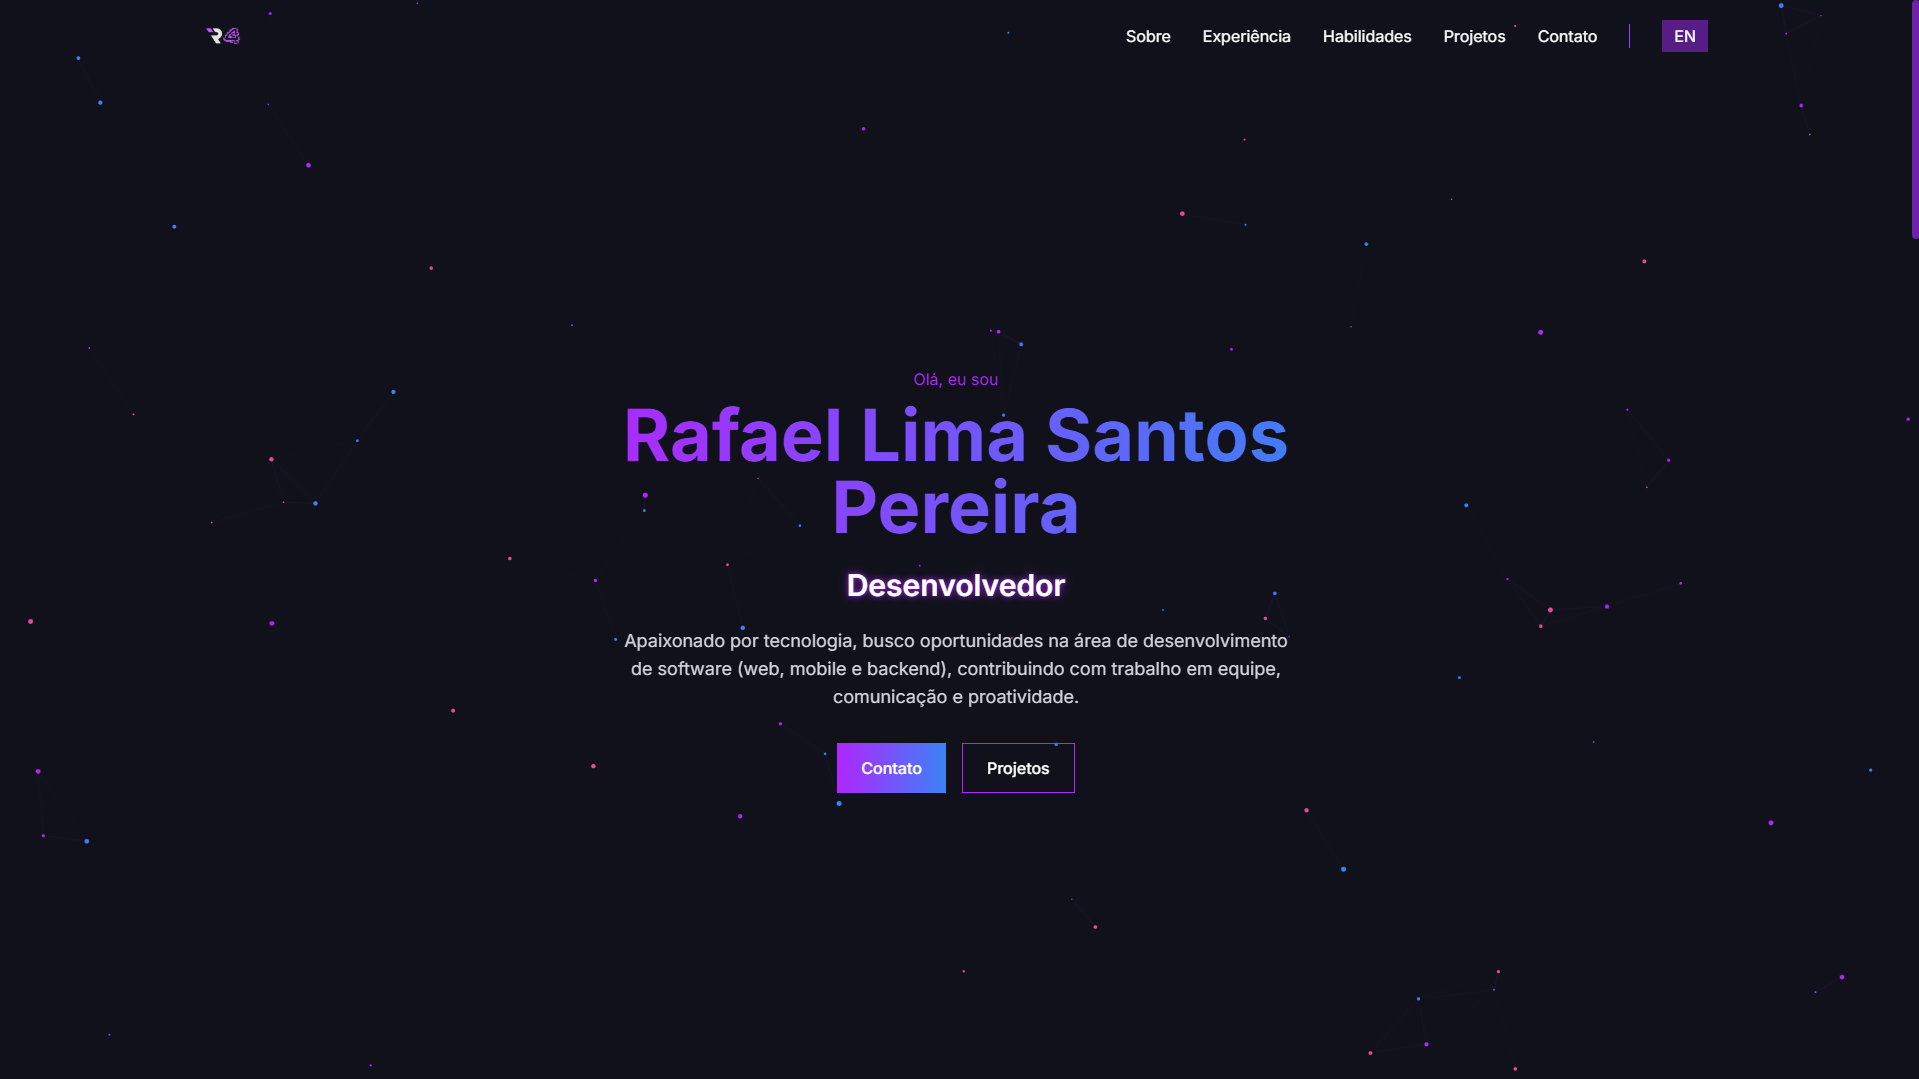 Sobre
Experiência
Habilidades
Projetos
Contato
EN
Olá, eu sou
Rafael Lima Santos
Pereira
Desenvolvedor
Apaixonado por tecnologia, busco oportunidades na área de desenvolvimento
de software (web, mobile e backend), contribuindo com trabalho em equipe,
comunicação e proatividade.
Contato
Projetos